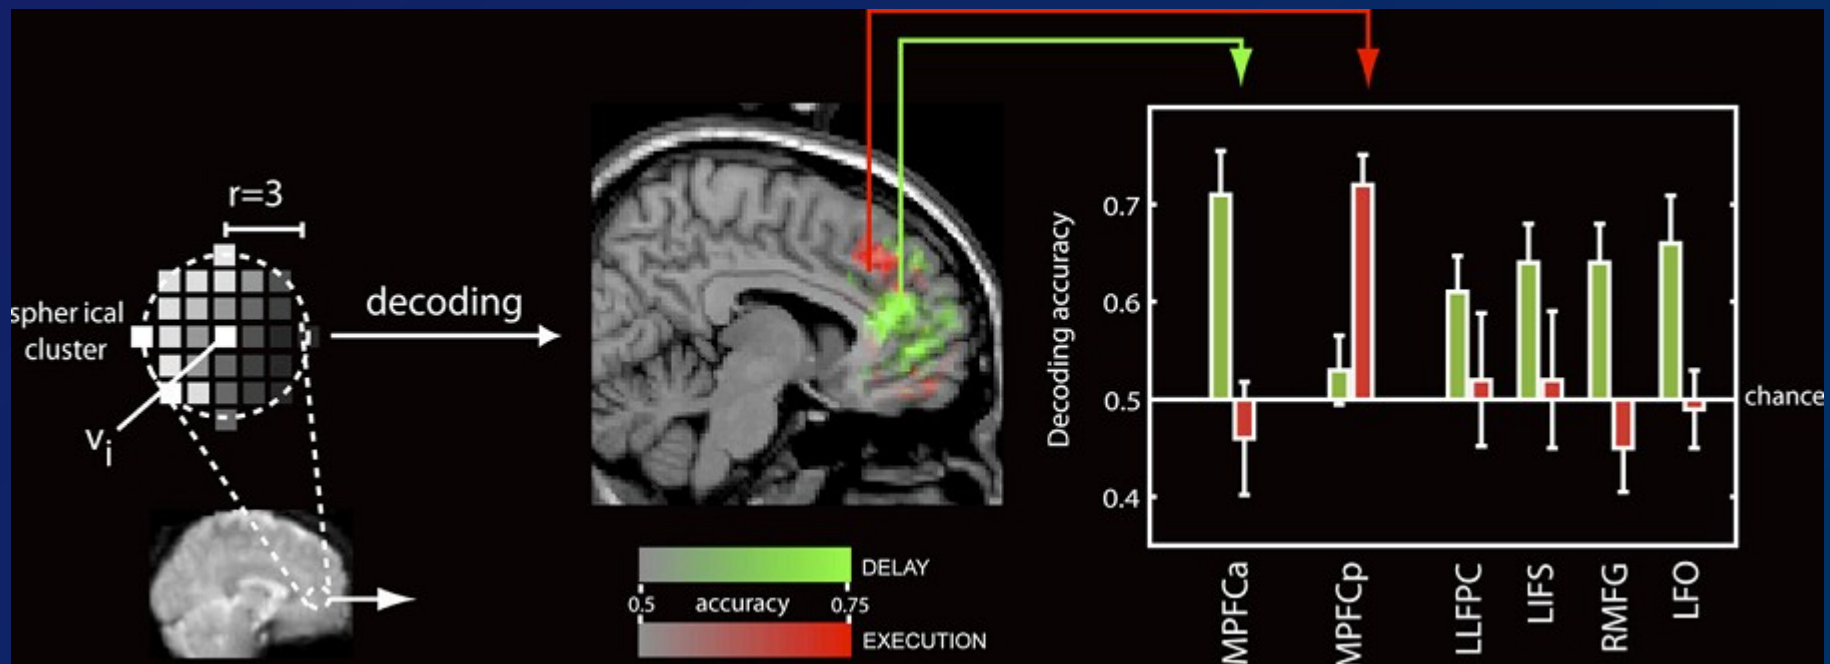 r=3
spher ical
cluster
vi
decoding
DELAY
0.5 accuracy 0.75
EXECUTION
Decoding accuracy
0.7
0.6
0.5
0.4
chance
MPFCa
MPFCp
LLFPC
LIFS
RMFG
LFO